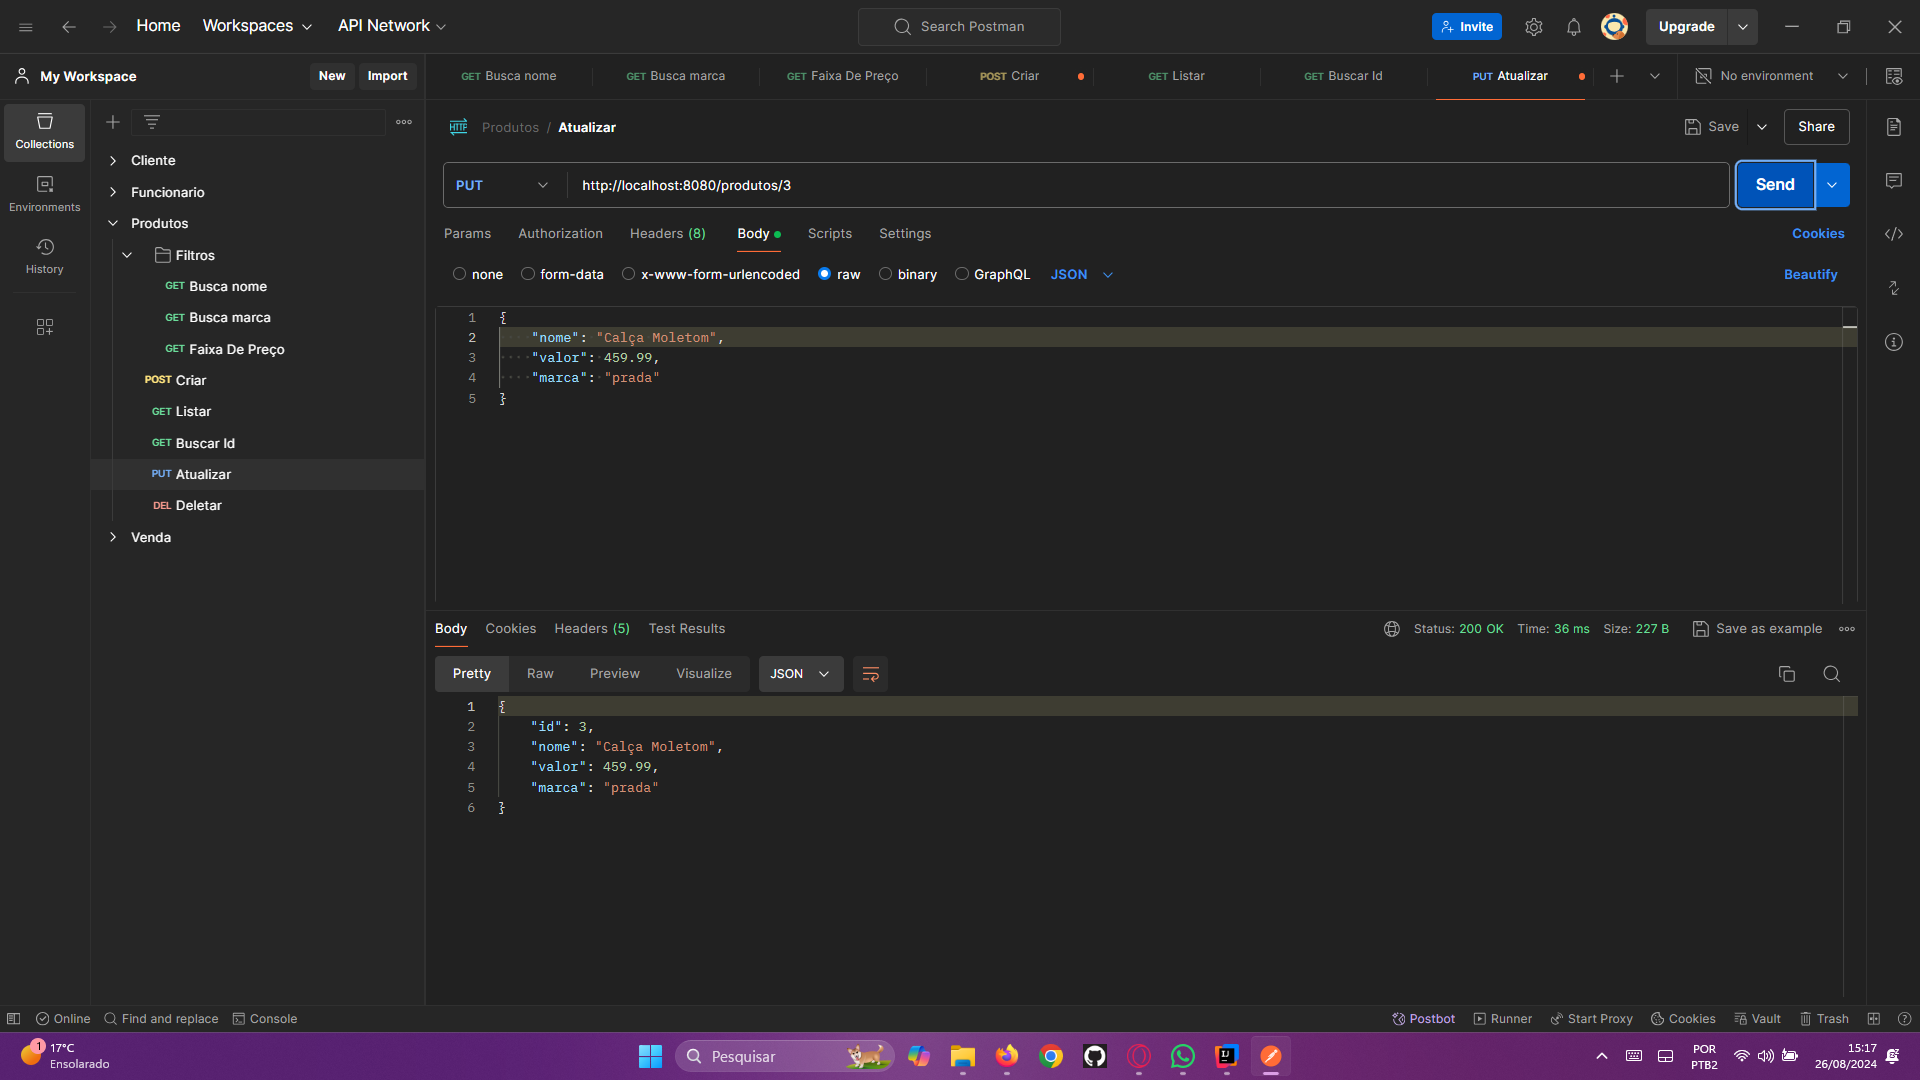 Home
Workspaces
API Network
Search Postman
Invite
Upgrade
My Workspace
New
Import
GET Busca nome
GET Busca marca
GET Faixa De Preço
POST Criar
GET Listar
GET Buscar Id
PUT Atualizar
No environment
Collections
Environments
History
Cliente
Funcionario
Produtos
Filtros
GET Busca nome
GET Busca marca
GET Faixa De Preço
POST Criar
GET Listar
GET Buscar Id
PUT Atualizar
DEL Deletar
Venda
HTTP Produtos / Atualizar
Save
Share
PUT
http://localhost:8080/produtos/3
Send
Params
Authorization
Headers (8)
Body
Scripts
Settings
Cookies
none
form-data
x-www-form-urlencoded
raw
binary
GraphQL
JSON
Beautify
1 {
2 "nome": "Calça Moletom",
3 "valor": 459.99,
4 "marca": "prada"
5 }
Body
Cookies
Headers (5)
Test Results
Status: 200 OK
Time: 36 ms
Size: 227 B
Save as example
Pretty
Raw
Preview
Visualize
JSON
1 {
2 "id": 3,
3 "nome": "Calça Moletom",
4 "valor": 459.99,
5 "marca": "prada"
6 }
Online
Find and replace
Console
Postbot
Runner
Start Proxy
Cookies
Vault
Trash
1
17°C
Ensolarado
Pesquisar
IJ
POR
PTB2
15:17
26/08/2024